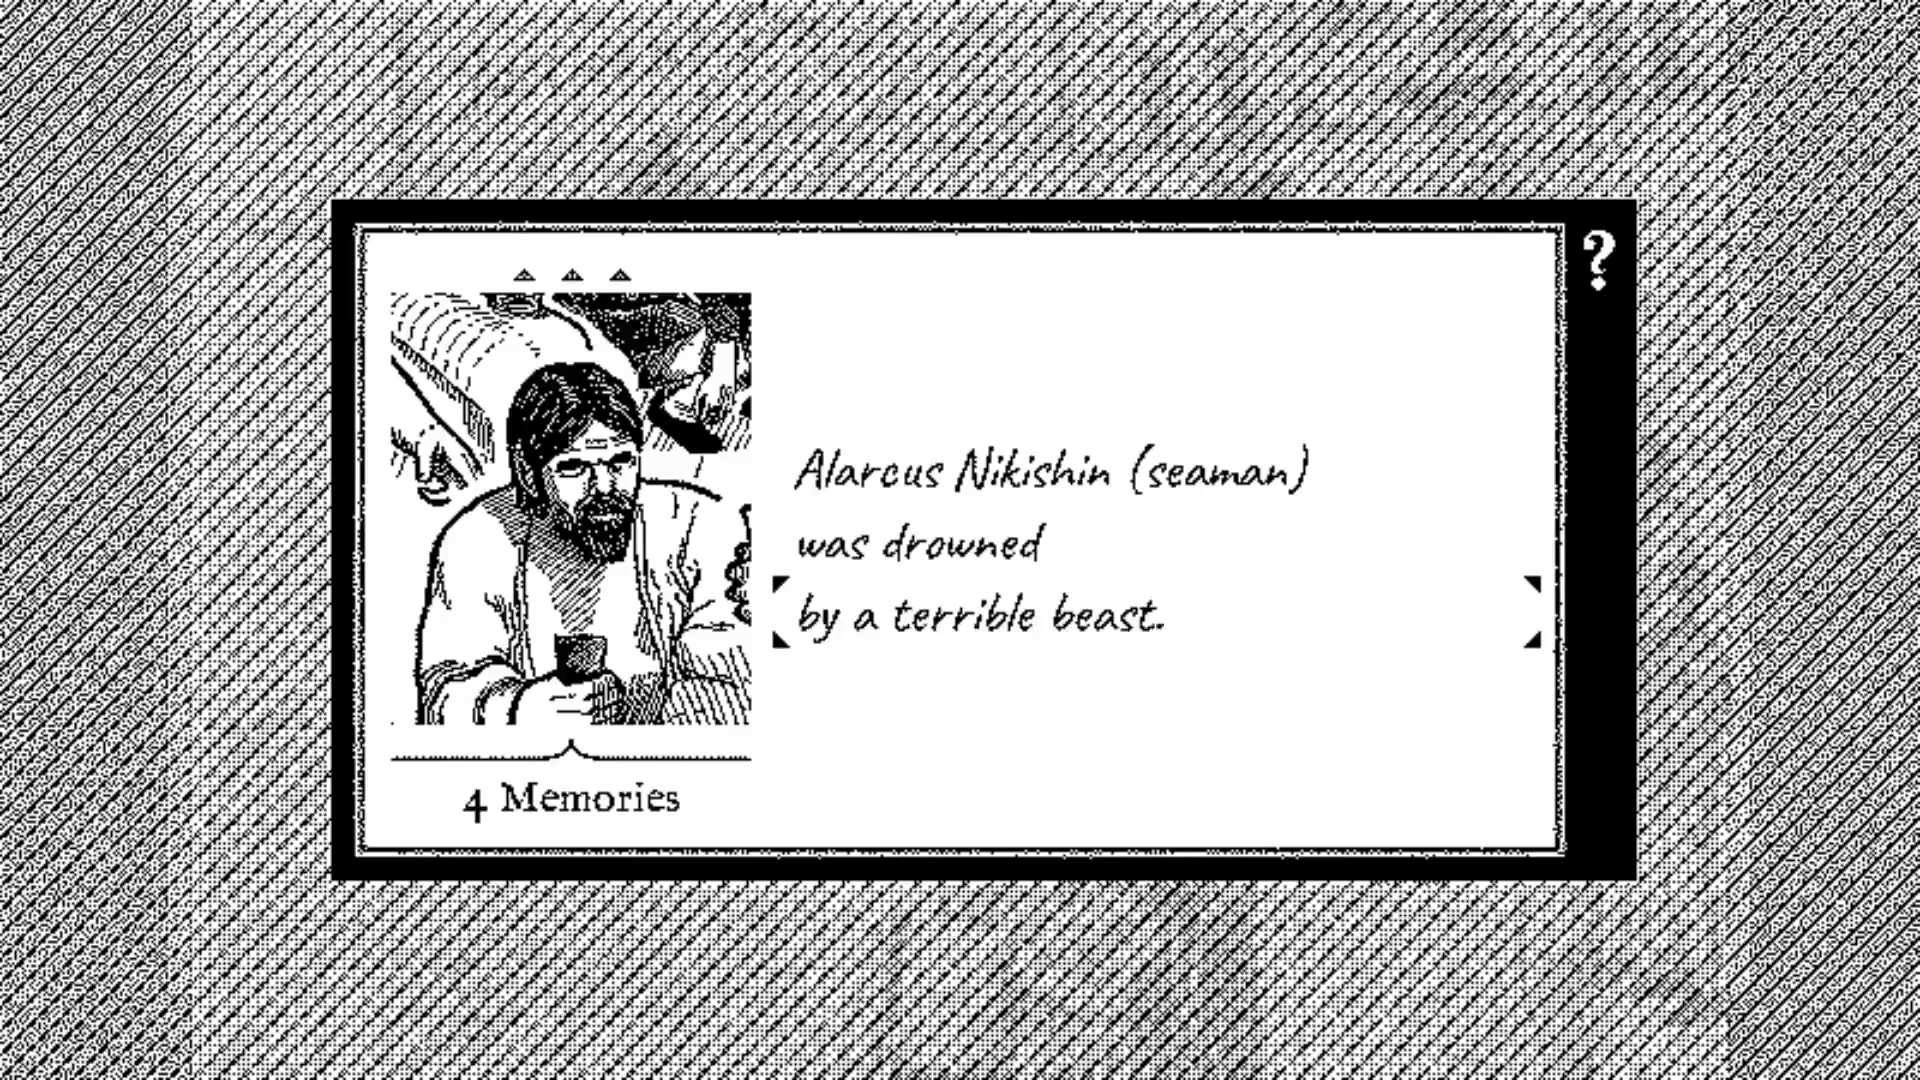 ?
Alarcus Nikishin (seaman)
was drowned
by a terrible beast.
4 Memories